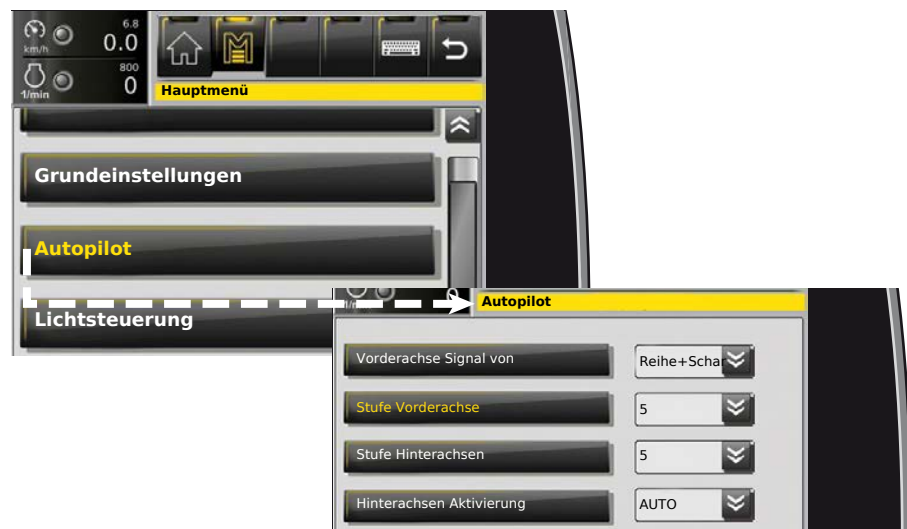 6.8
km/h 0.0
800
1/min 0
Hauptmenü
Grundeinstellungen
Autopilot
Lichtsteuerung
Autopilot
Vorderachse Signal von
Reihe+Schar
Stufe Vorderachse
5
Stufe Hinterachsen
5
Hinterachsen Aktivierung
AUTO